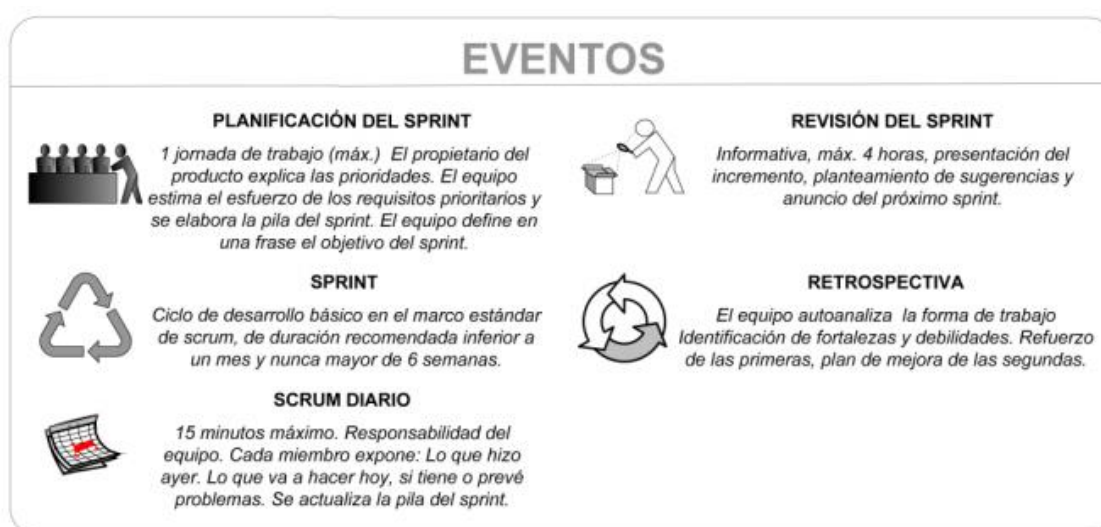 EVENTOS
PLANIFICACIÓN DEL SPRINT
1 jornada de trabajo (máx.) El propietario del
producto explica las prioridades. El equipo
estima el esfuerzo de los requisitos prioritarios y
se elabora la pila del sprint. El equipo define en
una frase el objetivo del sprint.
SPRINT
Ciclo de desarrollo básico en el marco estándar
de scrum, de duración recomendada inferior a
un mes y nunca mayor de 6 semanas.
SCRUM DIARIO
15 minutos máximo. Responsabilidad del
equipo. Cada miembro expone: Lo que hizo
ayer. Lo que va a hacer hoy, si tiene o prevé
problemas. Se actualiza la pila del sprint.
REVISIÓN DEL SPRINT
Informativa, máx. 4 horas, presentación del
incremento, planteamiento de sugerencias y
anuncio del próximo sprint.
RETROSPECTIVA
El equipo autoanaliza la forma de trabajo
Identificación de fortalezas y debilidades. Refuerzo
de las primeras, plan de mejora de las segundas.